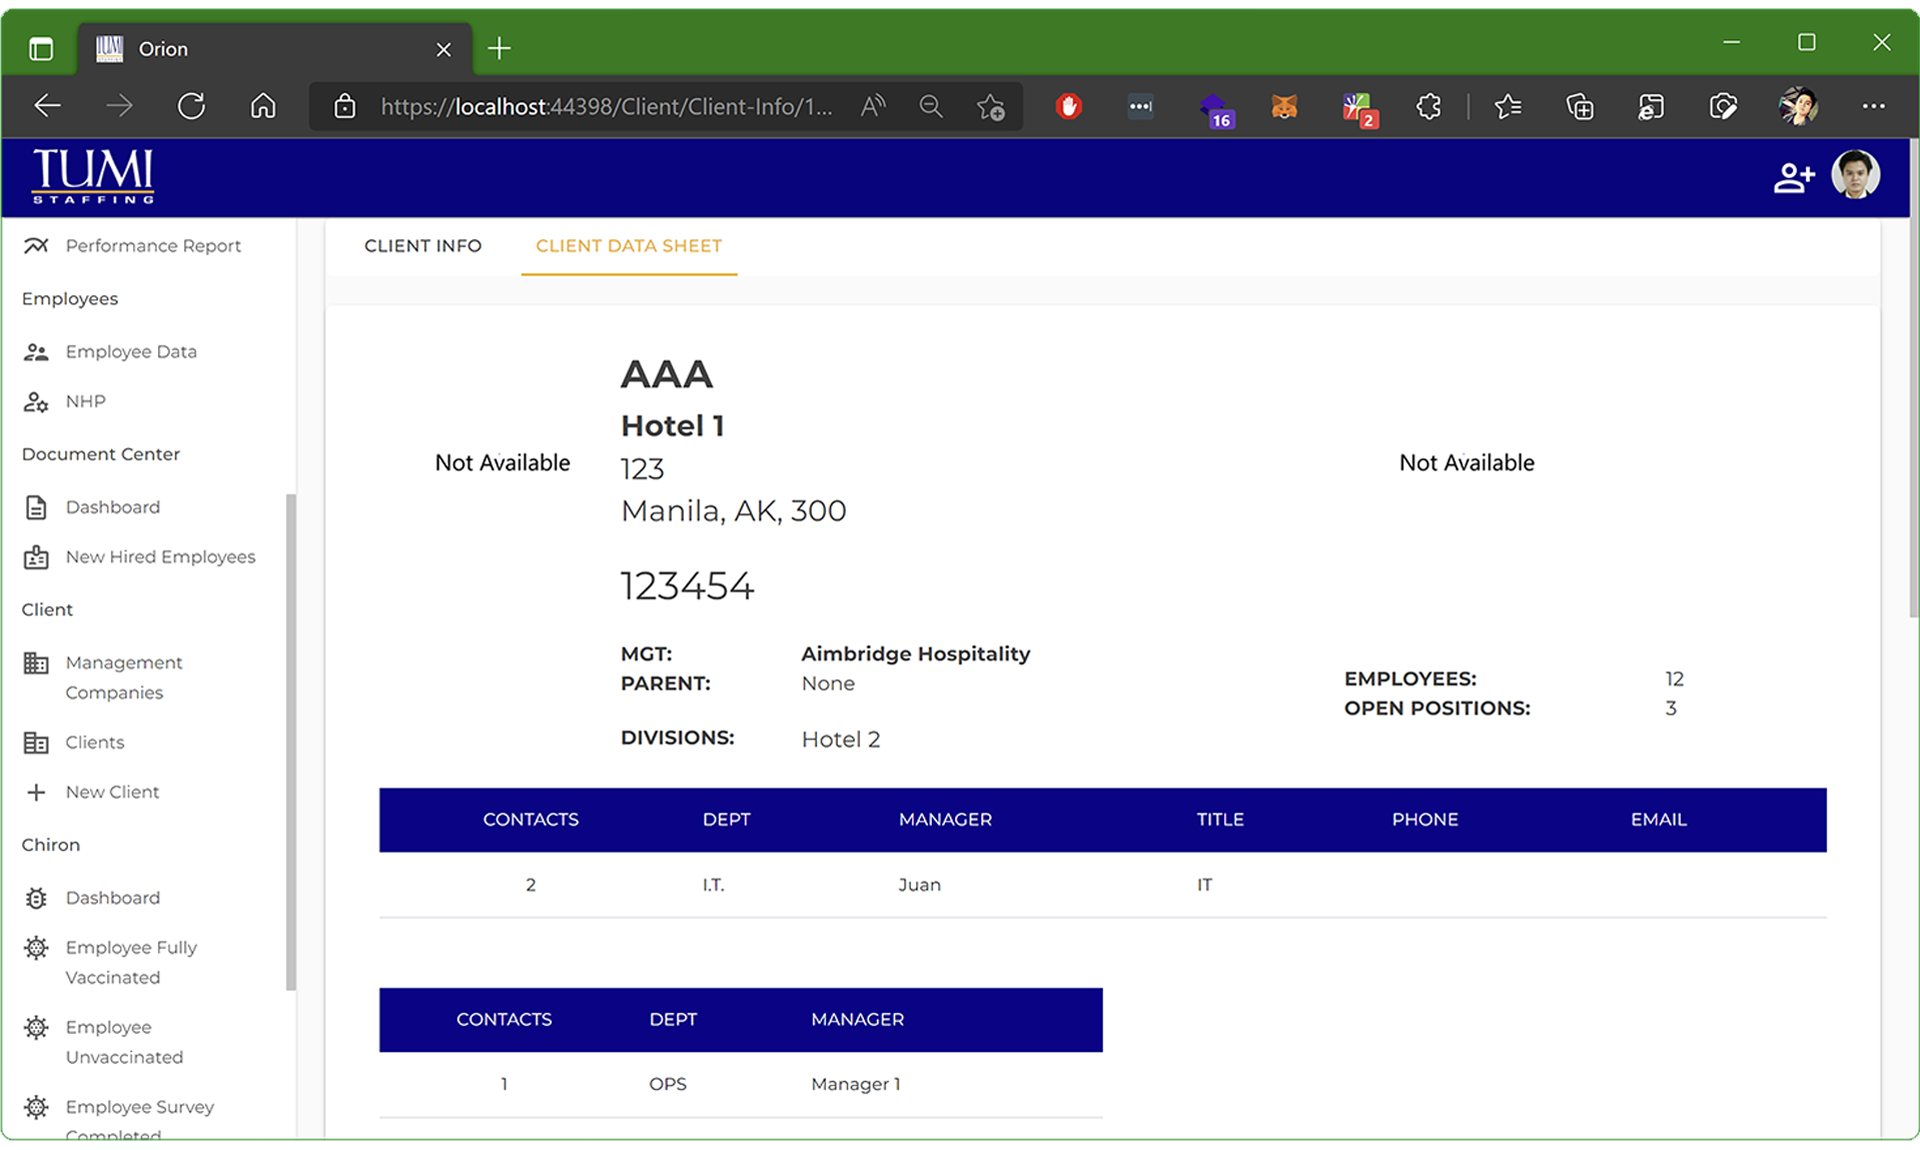 Orion
https://localhost:44398/Client/Client-Info/1...
16
2
TUMI
STAFFING
Performance Report
Employees
Employee Data
NHP
Document Center
Dashboard
New Hired Employees
Client
Management
Companies
Clients
New Client
Chiron
Dashboard
Employee Fully
Vaccinated
Employee
Unvaccinated
Employee Survey
Completed
CLIENT INFO
CLIENT DATA SHEET
Not Available
AAA
Hotel 1
123
Manila, AK, 300
123454
Not Available
MGT: Aimbridge Hospitality
PARENT: None
DIVISIONS: Hotel 2
EMPLOYEES: 12
OPEN POSITIONS: 3
CONTACTS DEPT MANAGER TITLE PHONE EMAIL
2 I.T. Juan IT
CONTACTS DEPT MANAGER
1 OPS Manager 1